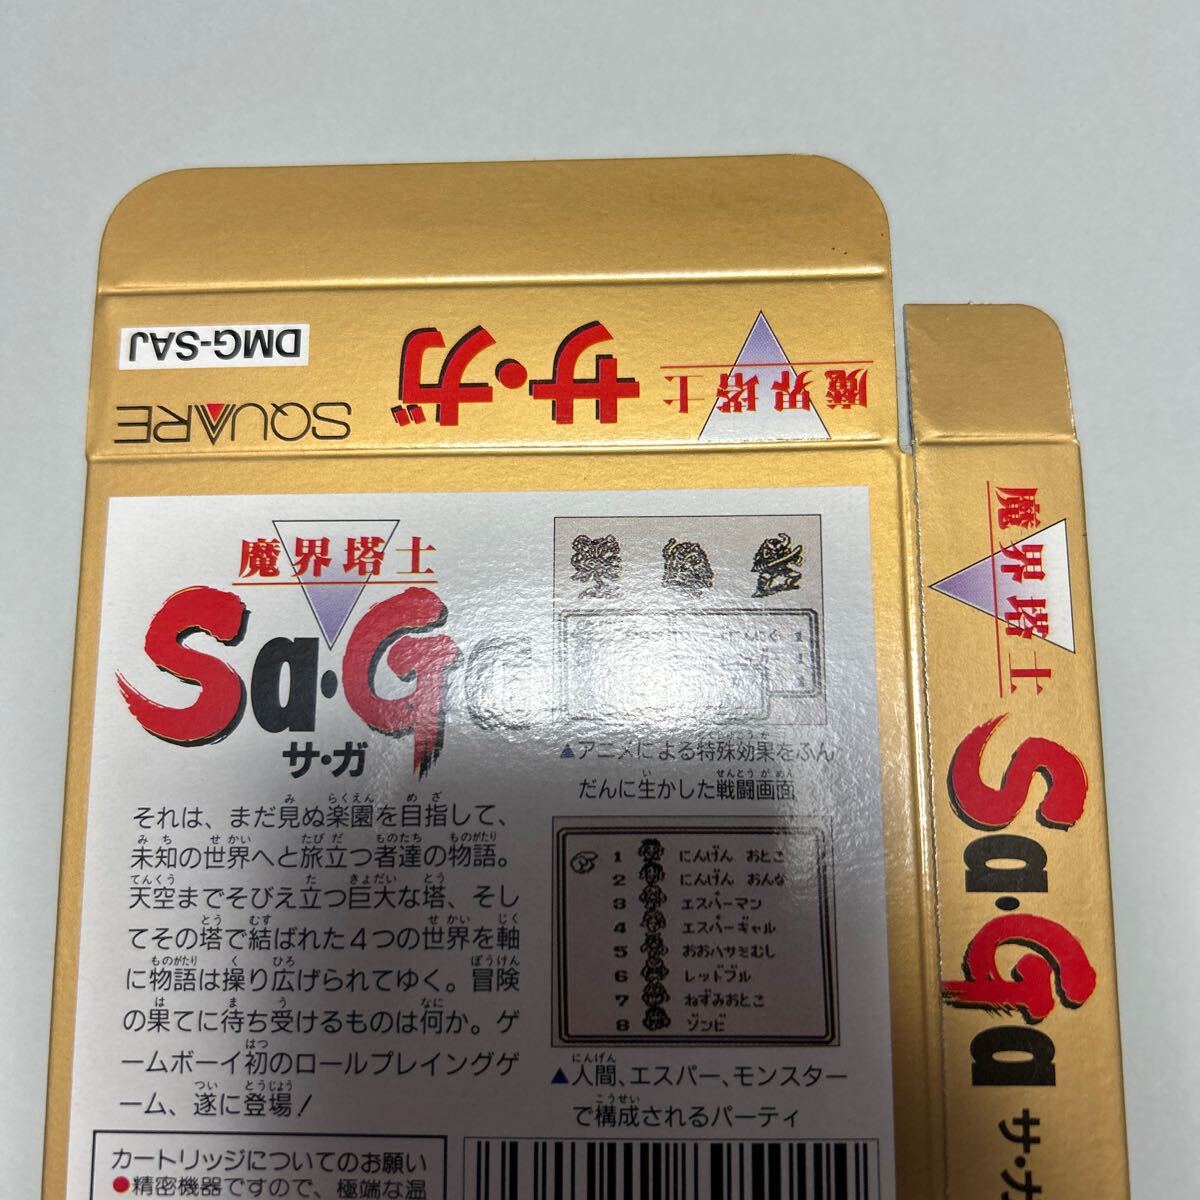 魔界塔士
サ・ガ
DMG-SAJ
SQUARE
魔界塔士
Sa・Ga
サ・ガ
それは、まだ見ぬ楽園を目指して、
未知の世界へと旅立つ者達の物語。
天空までそびえ立つ巨大な塔、そし
てその塔で結ばれた4つの世界を軸
に物語は操り広げられてゆく。冒険
の果てに待ち受けるものは何か。ゲ
ームボーイ初のロールプレイングゲ
ーム、遂に登場!
▲アニメによる特殊効果をふん
だんに生かした戦闘画面
1 にんげん おとこ
2 にんげん おんな
3 エスパーマン
4 エスパーギャル
5 おおハサミむし
6 レッドブル
7 ねずみおとこ
8 ゾンビ
▲人間、エスパー、モンスター
で構成されるパーティ
カートリッジについてのお願い
●精密機器ですので、極端な温
魔界塔士
Sa・Ga
サ・ガ